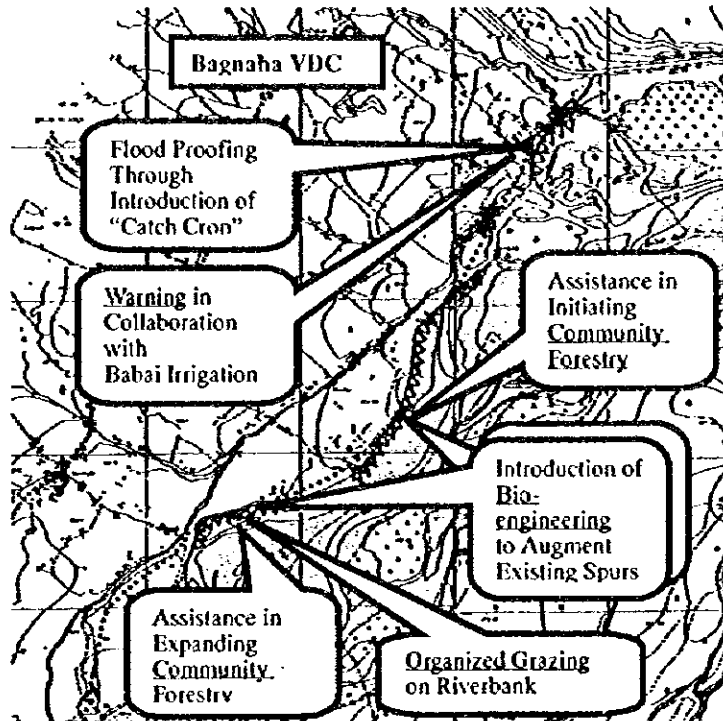 Bagnaha VDC
Flood Proofing
Through
Introduction of
"Catch Cron"
Warning in
Collaboration
with
Babai Irrigation
Assistance in
Initiating
Community
Forestry
Introduction of
Bio-
engineering
to Augment
Existing Spurs
Assistance in
Expanding
Community
Forestry
Organized Grazing
on Riverbank